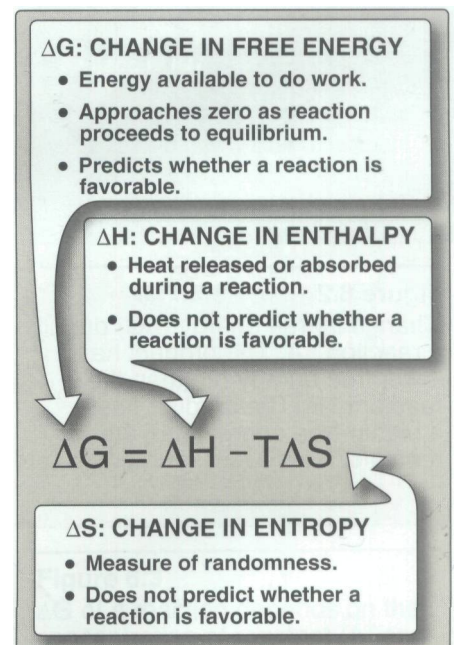 ΔG: CHANGE IN FREE ENERGY
• Energy available to do work.
• Approaches zero as reaction
proceeds to equilibrium.
• Predicts whether a reaction is
favorable.
ΔH: CHANGE IN ENTHALPY
• Heat released or absorbed
during a reaction.
• Does not predict whether a
reaction is favorable.
ΔG = ΔH – TΔS
ΔS: CHANGE IN ENTROPY
• Measure of randomness.
• Does not predict whether a
reaction is favorable.